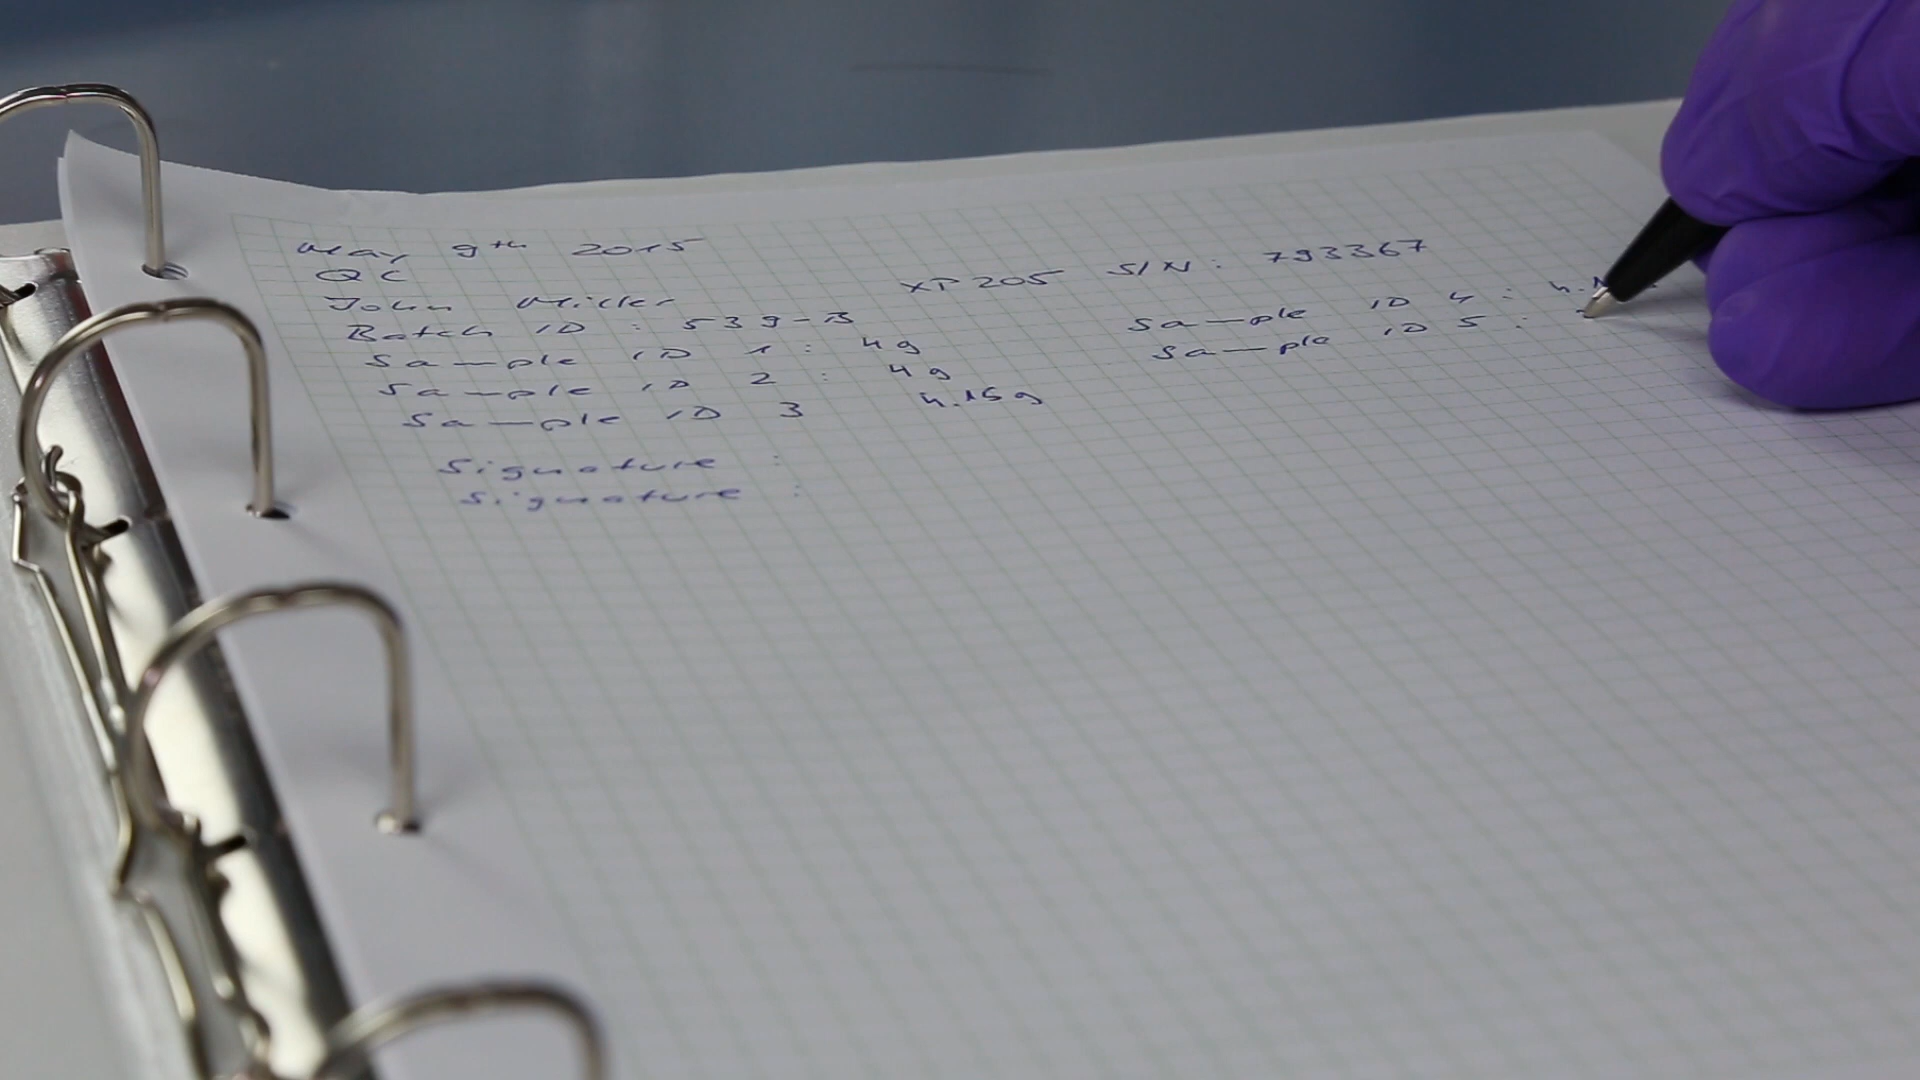 May 9th 2015
QC
XP205 S/N: 793367
John Miller
Batch ID : 539-B
Sample ID 1 : 4g
Sample ID 2 : 4g
Sample ID 3 4.15g
Sample ID 4 :
Sample ID 5 :
Signature :
Signature :